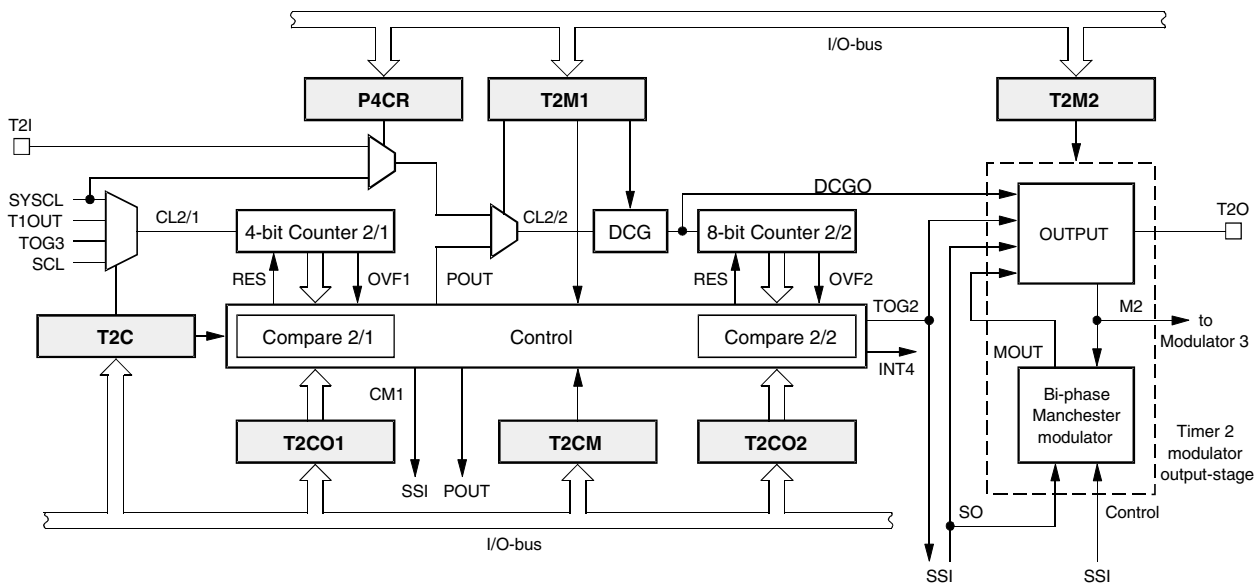 I/O-bus
P4CR
T2M1
T2M2
T2I
SYSCL
T1OUT
TOG3
SCL
CL2/1
4-bit Counter 2/1
CL2/2
DCG
DCGO
8-bit Counter 2/2
OUTPUT
T2O
RES
OVF1
POUT
RES
OVF2
TOG2
T2C
Compare 2/1
Control
Compare 2/2
INT4
M2
to
Modulator 3
MOUT
Bi-phase
Manchester
modulator
CM1
T2CO1
T2CM
T2CO2
Timer 2
modulator
output-stage
SSI
POUT
SO
Control
I/O-bus
SSI
SSI